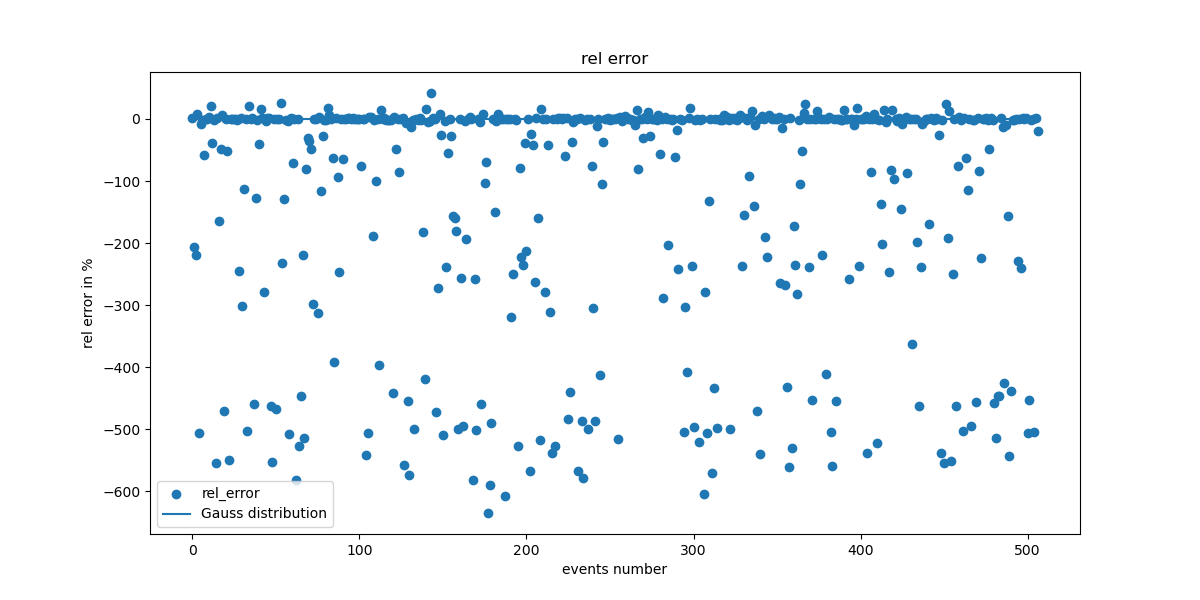 rel error
0
−100
−200
−300
−400
−500
−600
rel error in %
rel_error
Gauss distribution
0 100 200 300 400 500
events number